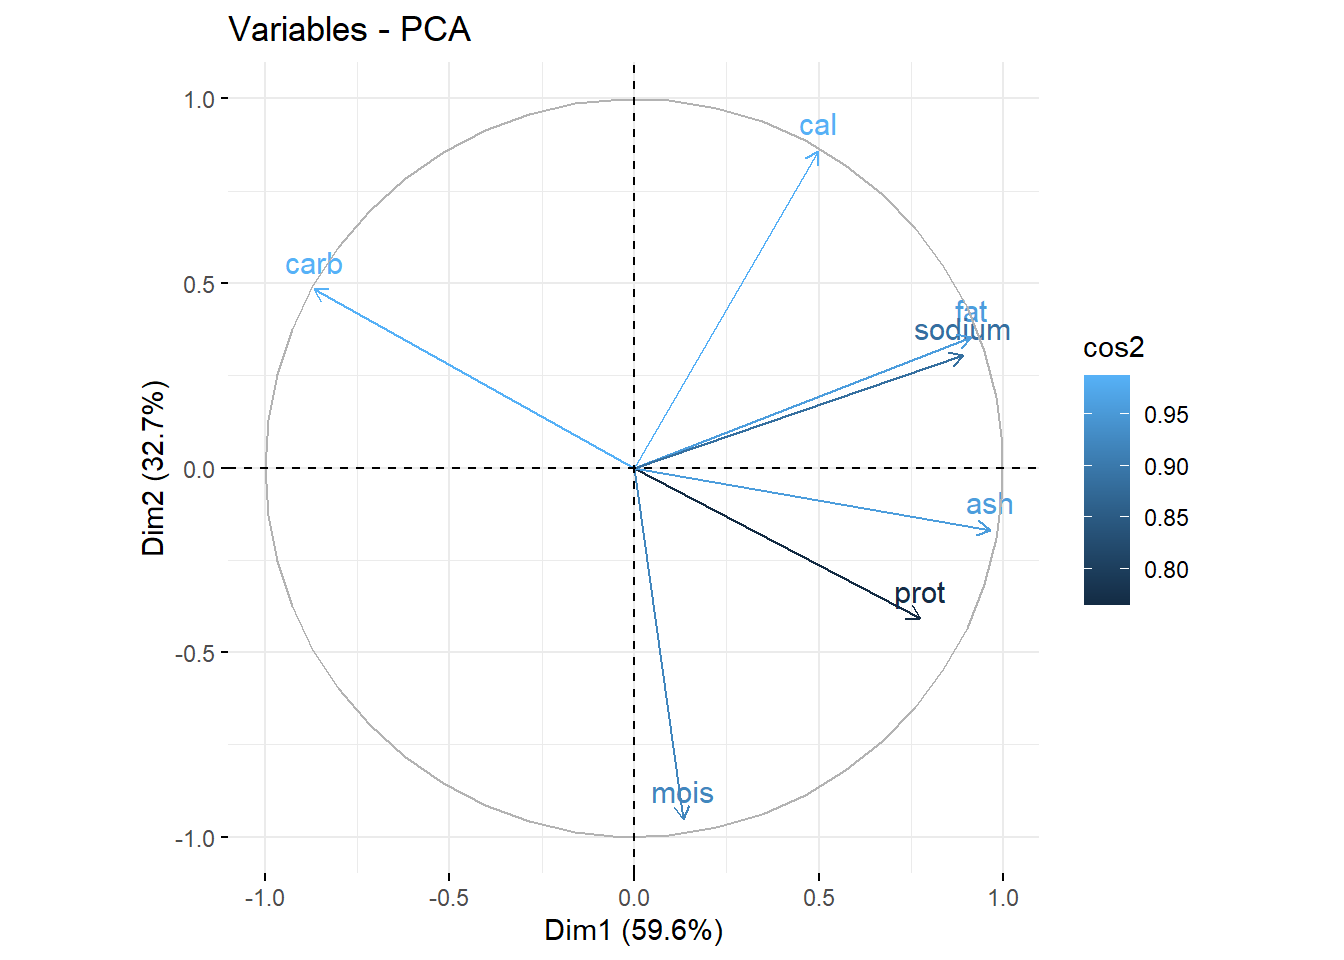 Variables - PCA
1.0
0.5
0.0
-0.5
-1.0
Dim2 (32.7%)
cal
carb
fat
sodium
ash
prot
mois
-1.0
-0.5
0.0
0.5
1.0
Dim1 (59.6%)
cos2
0.95
0.90
0.85
0.80